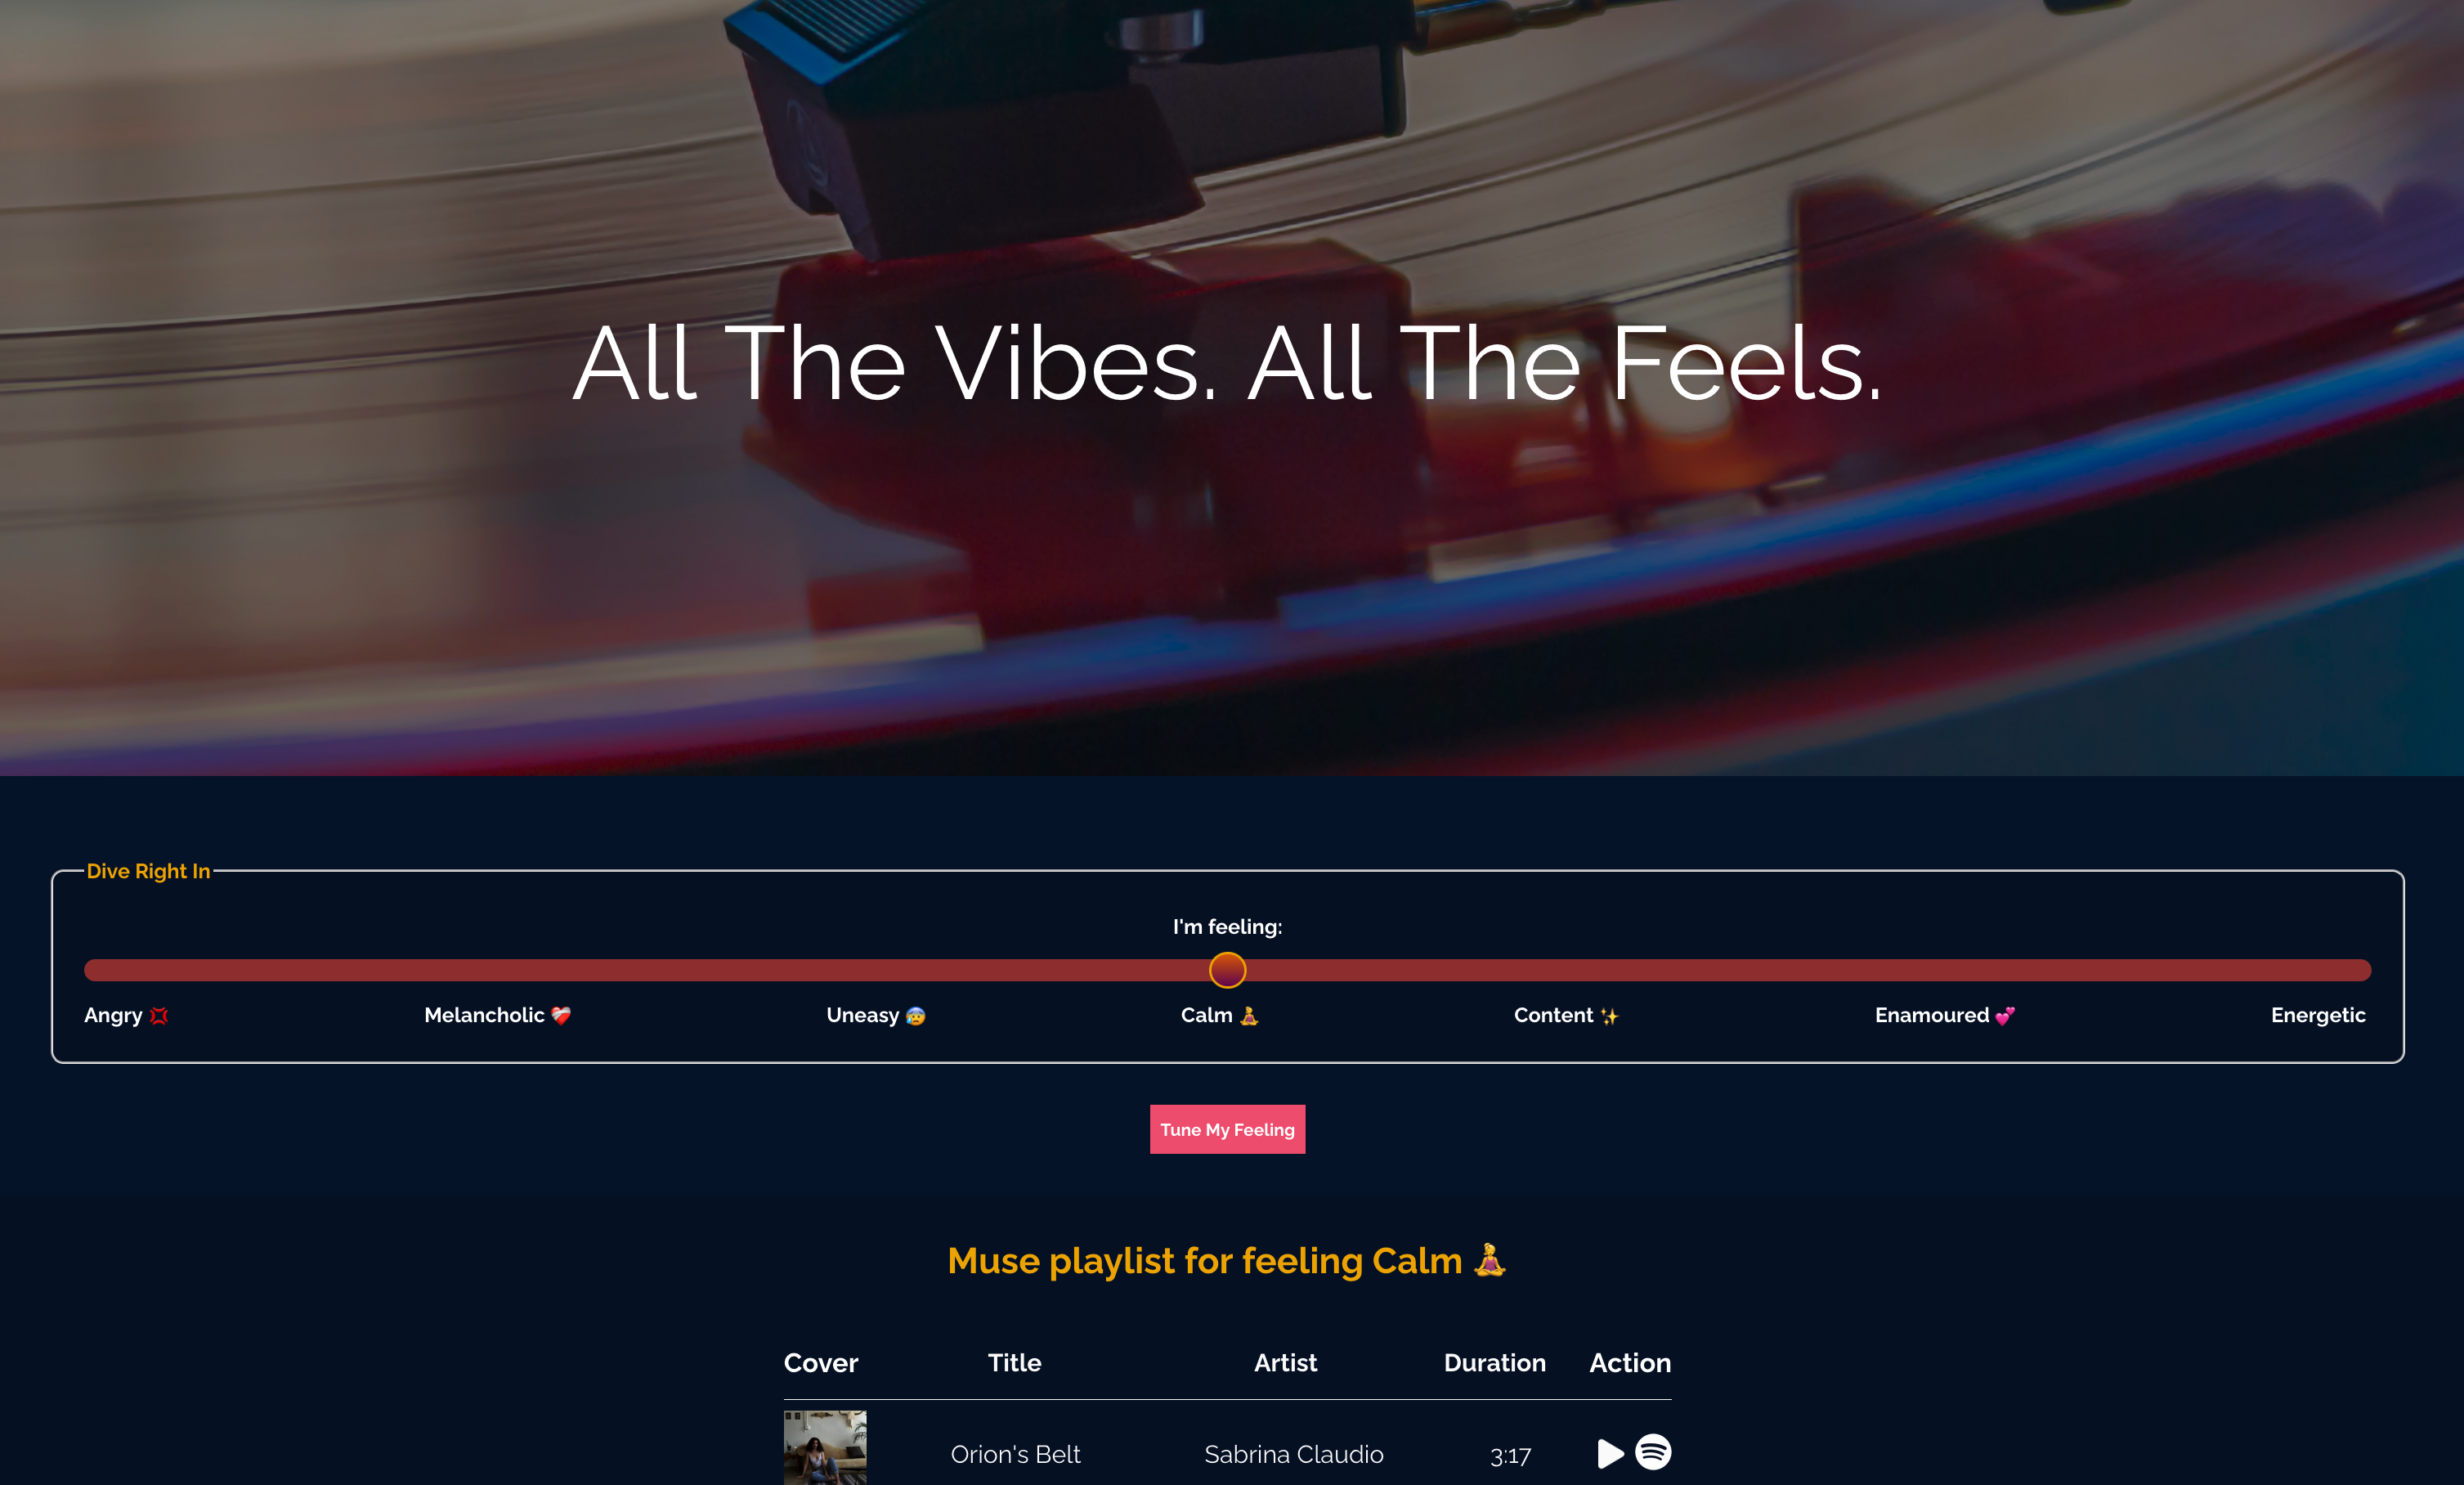 All The Vibes. All The Feels.
Dive Right In
I'm feeling:
Angry 💢 Melancholic ❤️‍🩹 Uneasy 😰 Calm 🧘‍♀️ Content ✨ Enamoured 💕 Energetic
Tune My Feeling
Muse playlist for feeling Calm 🧘‍♀️
Cover Title Artist Duration Action
Orion's Belt Sabrina Claudio 3:17